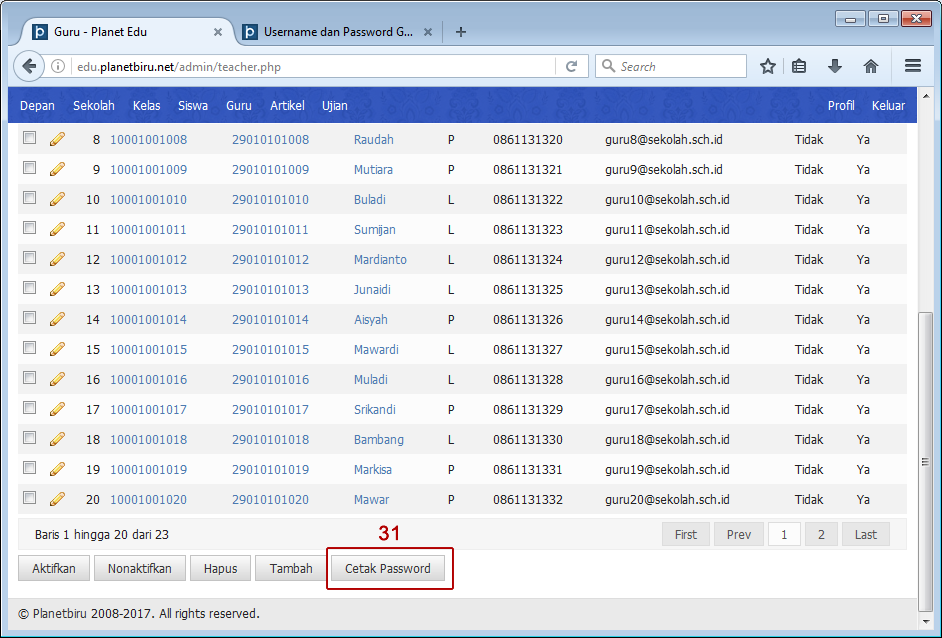 Guru - Planet Edu
Username dan Password G...
edu.planetbiru.net/admin/teacher.php
Search
Depan Sekolah Kelas Siswa Guru Artikel Ujian Profil Keluar
8 10001001008 29010101008 Raudah P 0861131320 guru8@sekolah.sch.id Tidak Ya
9 10001001009 29010101009 Mutiara P 0861131321 guru9@sekolah.sch.id Tidak Ya
10 10001001010 29010101010 Buladi L 0861131322 guru10@sekolah.sch.id Tidak Ya
11 10001001011 29010101011 Sumijan L 0861131323 guru11@sekolah.sch.id Tidak Ya
12 10001001012 29010101012 Mardianto L 0861131324 guru12@sekolah.sch.id Tidak Ya
13 10001001013 29010101013 Junaidi L 0861131325 guru13@sekolah.sch.id Tidak Ya
14 10001001014 29010101014 Aisyah P 0861131326 guru14@sekolah.sch.id Tidak Ya
15 10001001015 29010101015 Mawardi L 0861131327 guru15@sekolah.sch.id Tidak Ya
16 10001001016 29010101016 Muladi L 0861131328 guru16@sekolah.sch.id Tidak Ya
17 10001001017 29010101017 Srikandi P 0861131329 guru17@sekolah.sch.id Tidak Ya
18 10001001018 29010101018 Bambang L 0861131330 guru18@sekolah.sch.id Tidak Ya
19 10001001019 29010101019 Markisa P 0861131331 guru19@sekolah.sch.id Tidak Ya
20 10001001020 29010101020 Mawar P 0861131332 guru20@sekolah.sch.id Tidak Ya
Baris 1 hingga 20 dari 23 31 First Prev 1 2 Last
Aktifkan Nonaktifkan Hapus Tambah Cetak Password
© Planetbiru 2008-2017. All rights reserved.